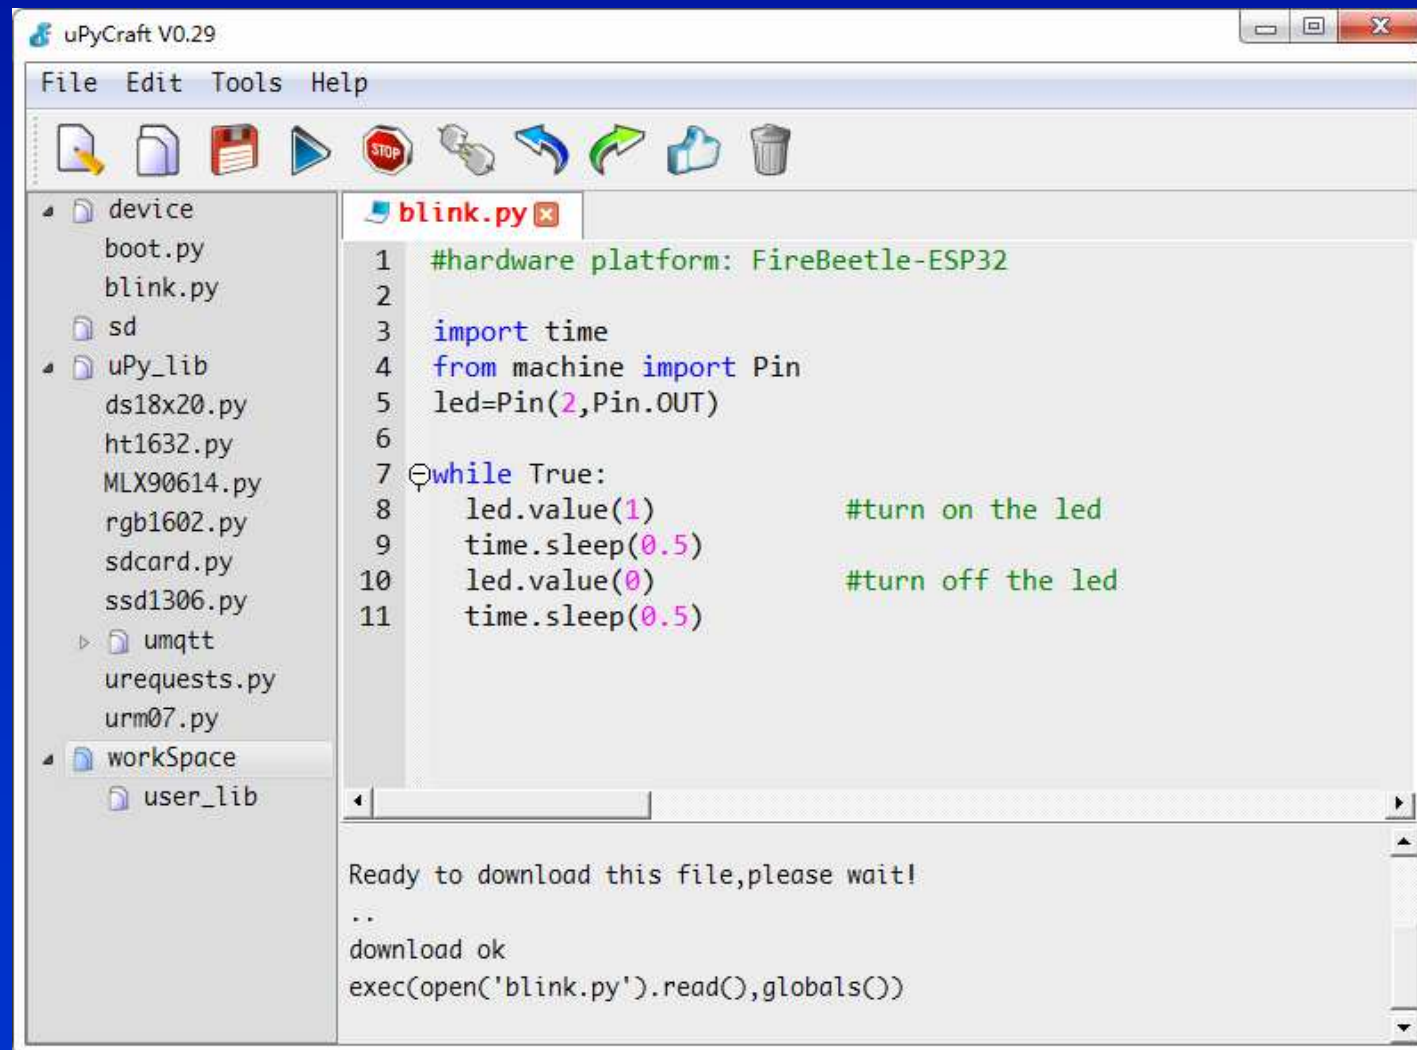 uPyCraft V0.29
File Edit Tools Help
STOP
device
boot.py
blink.py
sd
uPy_lib
ds18x20.py
ht1632.py
MLX90614.py
rgb1602.py
sdcard.py
ssd1306.py
umqtt
urequests.py
urm07.py
workSpace
user_lib
blink.py
1 #hardware platform: FireBeetle-ESP32
2
3 import time
4 from machine import Pin
5 led=Pin(2,Pin.OUT)
6
7 while True:
8 led.value(1) #turn on the led
9 time.sleep(0.5)
10 led.value(0) #turn off the led
11 time.sleep(0.5)
Ready to download this file,please wait!
..
download ok
exec(open('blink.py').read(),globals())